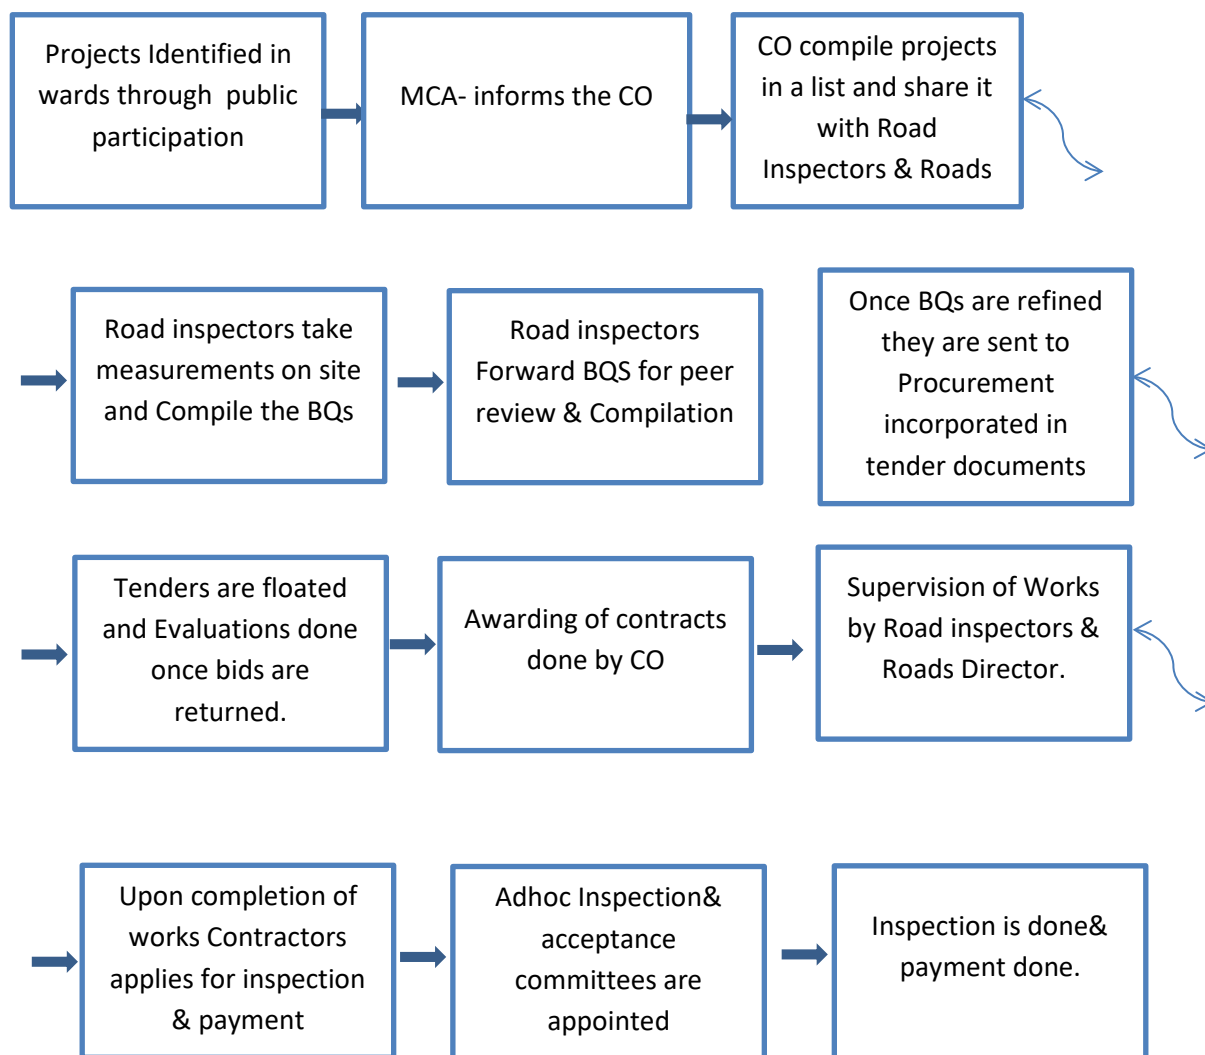 Projects Identified in
wards through public
participation
MCA- informs the CO
CO compile projects
in a list and share it
with Road
Inspectors & Roads
Road inspectors take
measurements on site
and Compile the BQs
Road inspectors
Forward BQS for peer
review & Compilation
Once BQs are refined
they are sent to
Procurement
incorporated in
tender documents
Tenders are floated
and Evaluations done
once bids are
returned.
Awarding of contracts
done by CO
Supervision of Works
by Road inspectors &
Roads Director.
Upon completion of
works Contractors
applies for inspection
& payment
Adhoc Inspection&
acceptance
committees are
appointed
Inspection is done&
payment done.